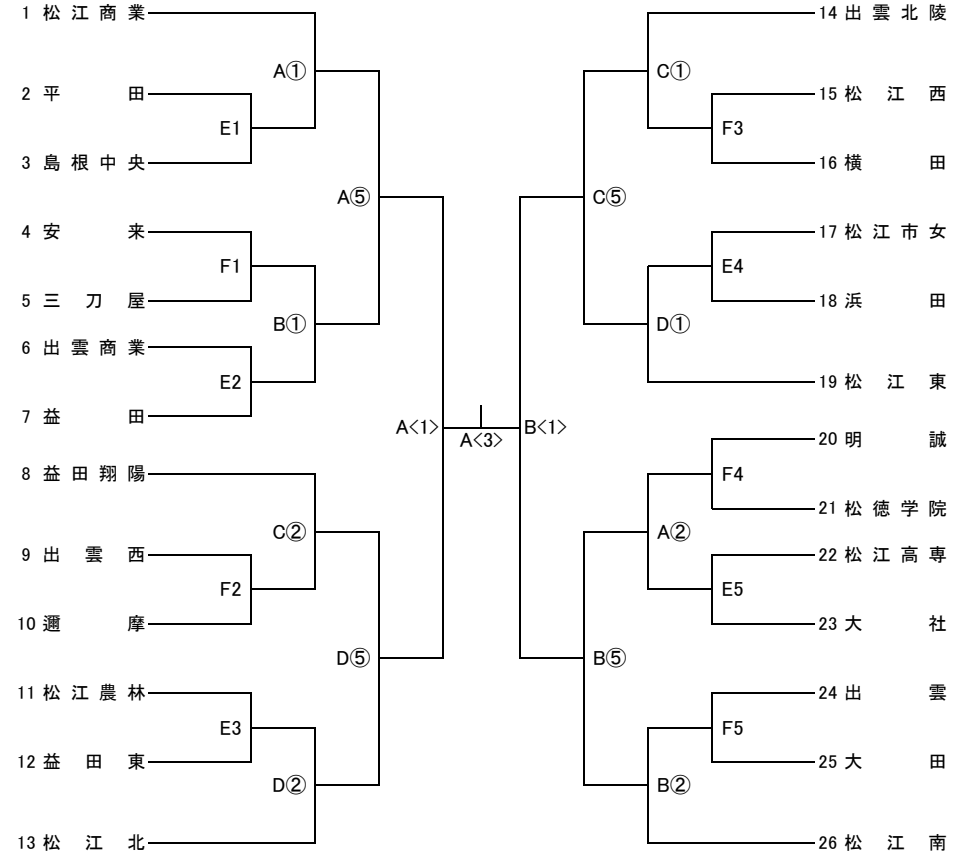 1 松江商業
A①
2 平田
E1
3 島根中央
A⑤
4 安来
F1
5 三刀屋
B①
6 出雲商業
E2
7 益田
A<1>
8 益田翔陽
C②
9 出雲西
F2
10 邇摩
D⑤
11 松江農林
E3
12 益田東
D②
13 松江北
A<3>
14 出雲北陵
C①
15 松江西
F3
16 横田
C⑤
17 松江市女
E4
18 浜田
D①
19 松江東
B<1>
20 明誠
F4
21 松徳学院
A②
22 松江高専
E5
23 大社
B⑤
24 出雲
F5
25 大田
B②
26 松江南